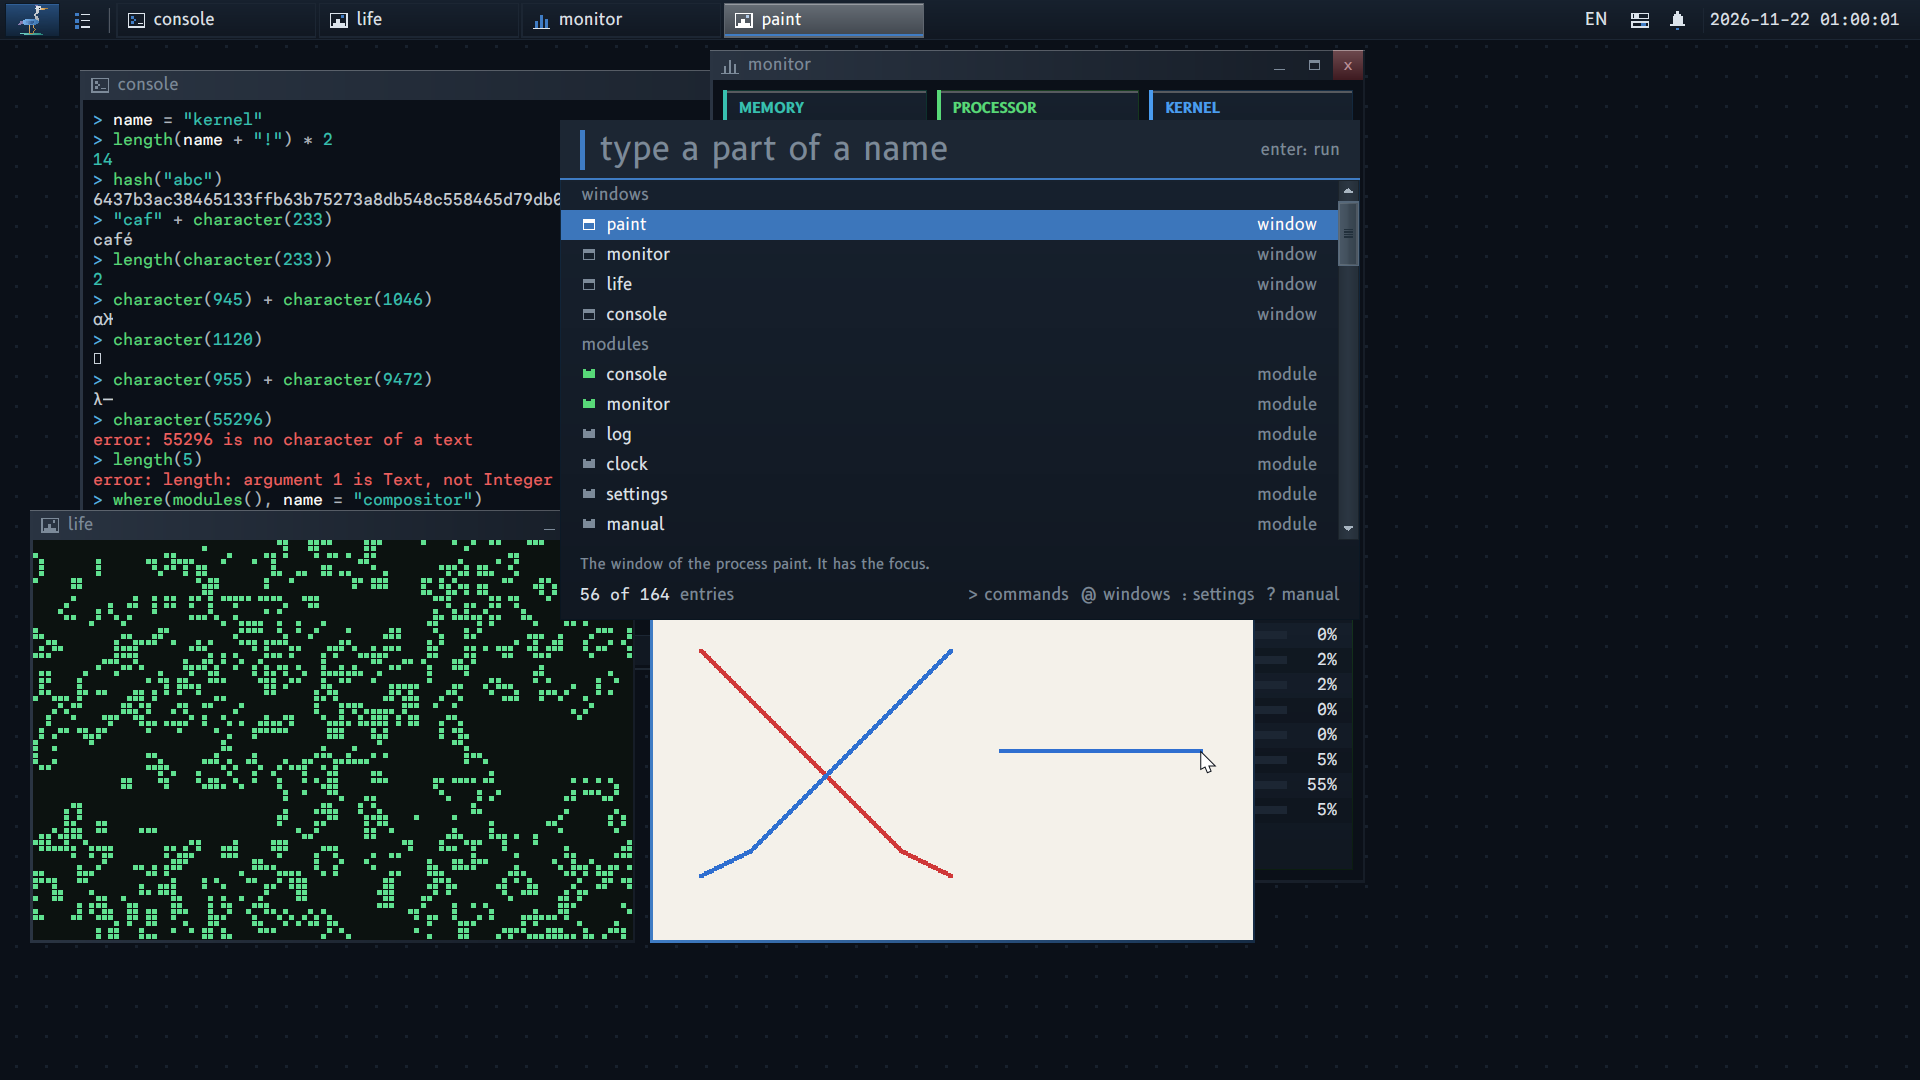 console
life
monitor
paint
EN
2026-11-22 01:00:01
console
> name = "kernel"
> length(name + "!") * 2
14
> hash("abc")
6437b3ac38465133ffb63b75273a8db548c558465d79db0
> "caf" + character(233)
café
> length(character(233))
2
> character(945) + character(1046)
αЖ
> character(1120)
> character(955) + character(9472)
λ─
> character(55296)
error: 55296 is no character of a text
> length(5)
error: length: argument 1 is Text, not Integer
> where(modules(), name = "compositor")
monitor
x
MEMORY
PROCESSOR
KERNEL
type a part of a name
enter: run
windows
paint window
monitor window
life window
console window
modules
console module
monitor module
log module
clock module
settings module
manual module
The window of the process paint. It has the focus.
56 of 164 entries
> commands @ windows : settings ? manual
life
0%
2%
2%
0%
0%
5%
55%
5%